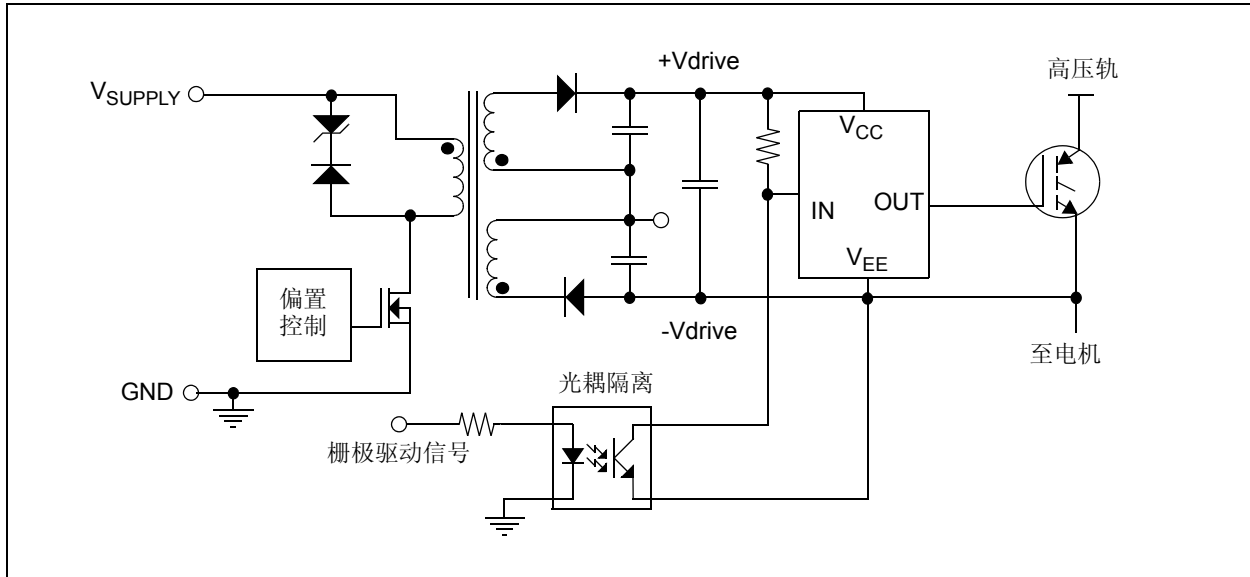 +Vdrive
高压轨
VSUPPLY
VCC
IN
OUT
VEE
偏置
控制
-Vdrive
至电机
光耦隔离
GND
栅极驱动信号